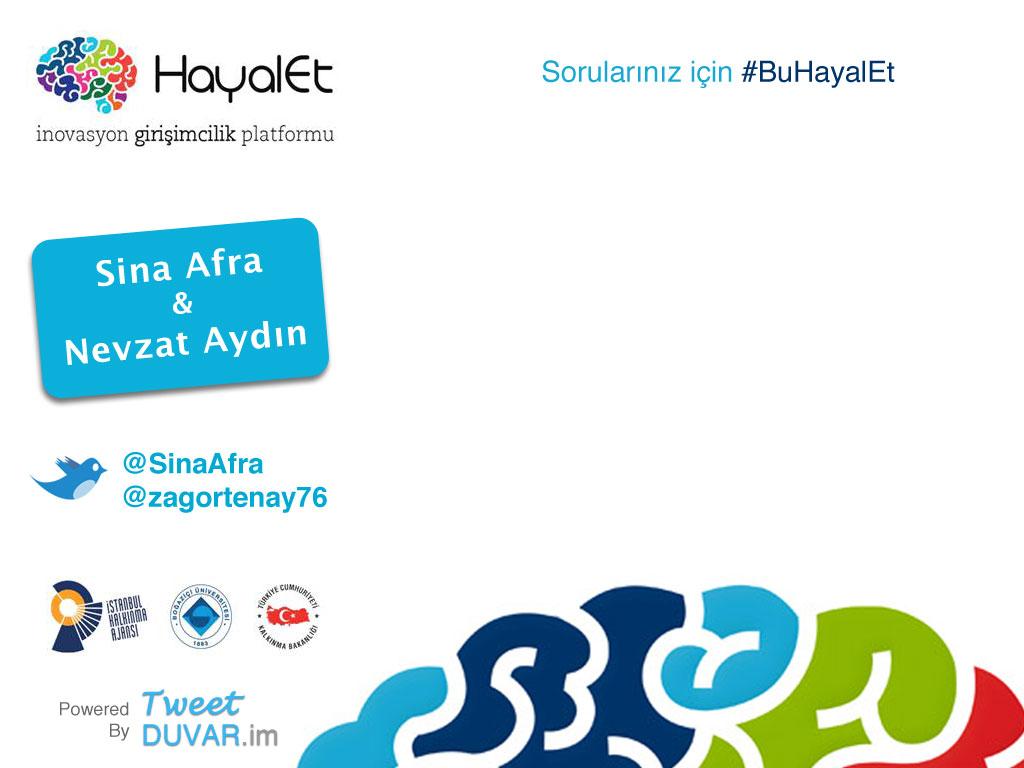 HayalEt
inovasyon girişimcilik platformu
Sorularınız için #BuHayalEt
Sina Afra
&
Nevzat Aydın
@SinaAfra
@zagortenay76
İSTANBUL
KALKINMA
AJANSI
BOĞAZİÇİ ÜNİVERSİTESİ
1863
TÜRKİYE CUMHURİYETİ
KALKINMA BAKANLIĞI
Powered
By
Tweet
DUVAR.im